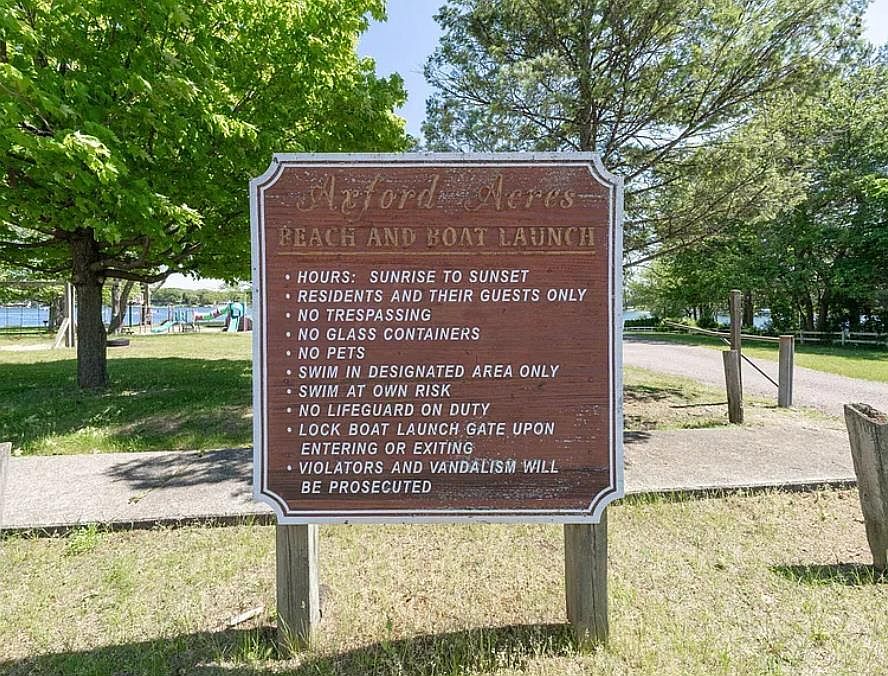 Axford Acres
BEACH AND BOAT LAUNCH
• HOURS: SUNRISE TO SUNSET
• RESIDENTS AND THEIR GUESTS ONLY
• NO TRESPASSING
• NO GLASS CONTAINERS
• NO PETS
• SWIM IN DESIGNATED AREA ONLY
• SWIM AT OWN RISK
• NO LIFEGUARD ON DUTY
• LOCK BOAT LAUNCH GATE UPON
ENTERING OR EXITING
• VIOLATORS AND VANDALISM WILL
BE PROSECUTED